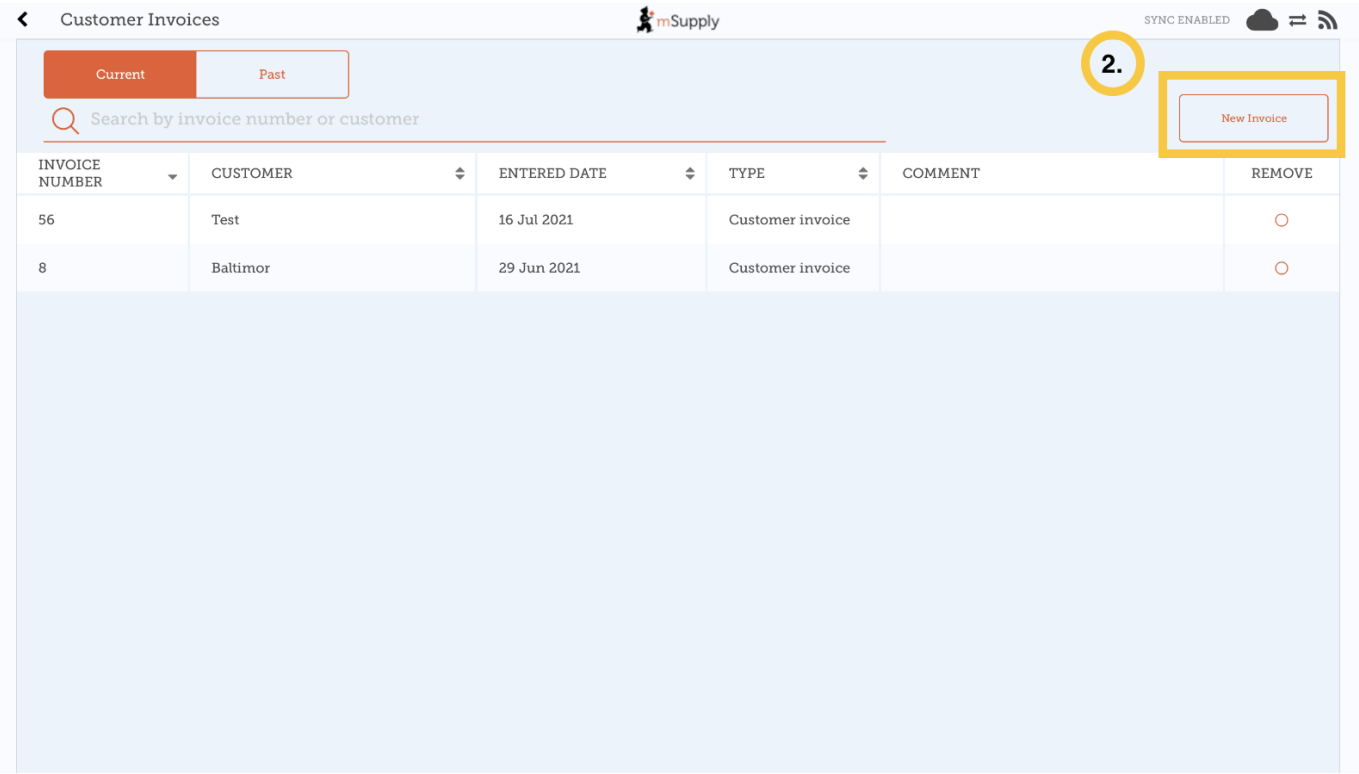 Customer Invoices
mSupply
SYNC ENABLED
Current
Past
2.
Search by invoice number or customer
New Invoice
INVOICE
NUMBER
CUSTOMER
ENTERED DATE
TYPE
COMMENT
REMOVE
56
Test
16 Jul 2021
Customer invoice
8
Baltimor
29 Jun 2021
Customer invoice